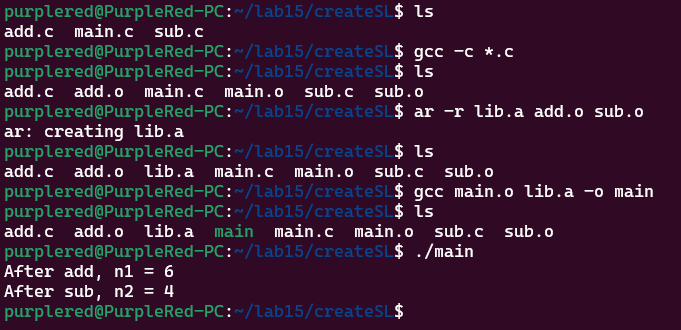 purplered@PurpleRed-PC:~/lab15/createSL$ ls
add.c  main.c  sub.c
purplered@PurpleRed-PC:~/lab15/createSL$ gcc -c *.c
purplered@PurpleRed-PC:~/lab15/createSL$ ls
add.c  add.o  main.c  main.o  sub.c  sub.o
purplered@PurpleRed-PC:~/lab15/createSL$ ar -r lib.a add.o sub.o
ar: creating lib.a
purplered@PurpleRed-PC:~/lab15/createSL$ ls
add.c  add.o  lib.a  main.c  main.o  sub.c  sub.o
purplered@PurpleRed-PC:~/lab15/createSL$ gcc main.o lib.a -o main
purplered@PurpleRed-PC:~/lab15/createSL$ ls
add.c  add.o  lib.a  main  main.c  main.o  sub.c  sub.o
purplered@PurpleRed-PC:~/lab15/createSL$ ./main
After add, n1 = 6
After sub, n2 = 4
purplered@PurpleRed-PC:~/lab15/createSL$